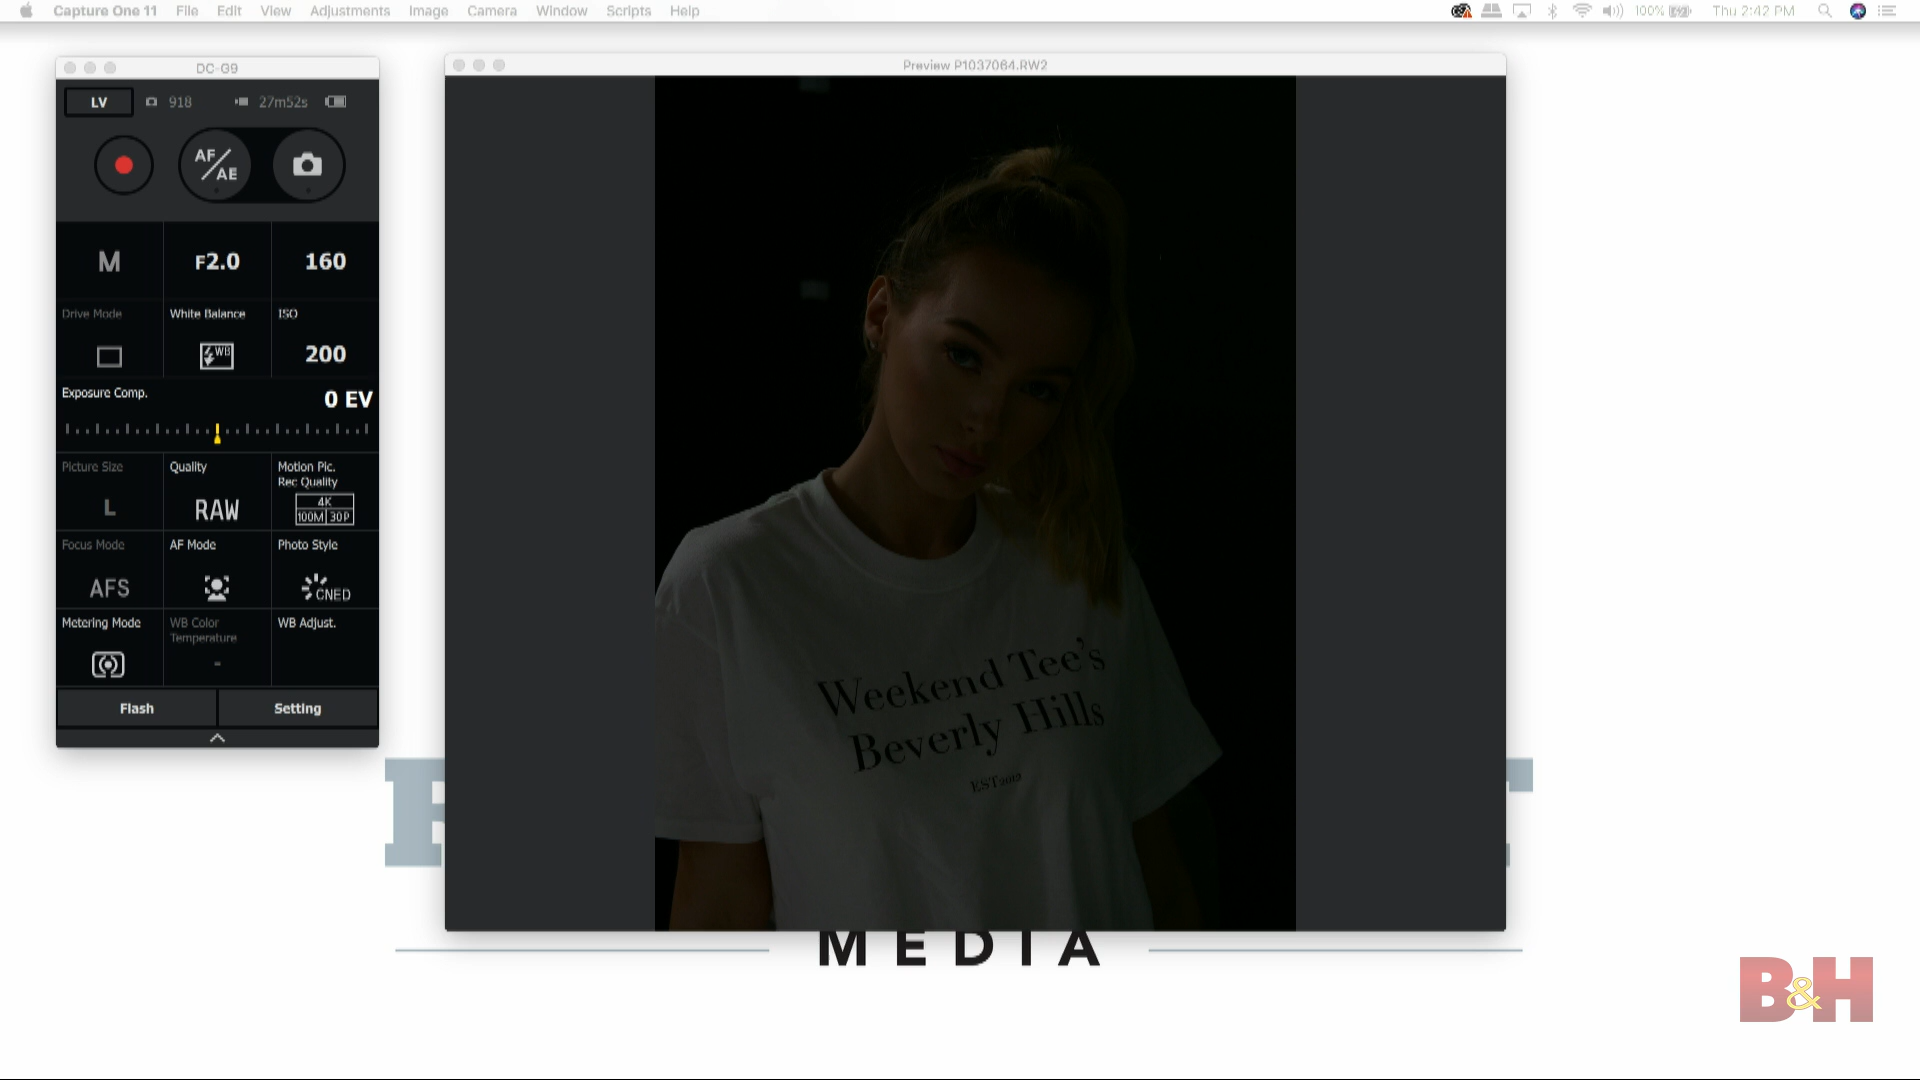 Capture One 11 File Edit View Adjustments Image Camera Window Scripts Help
100% Thu 2:42 PM
DC-G9
LV 918 27m52s
AF/AE
M F2.0 160
Drive Mode White Balance ISO
WB 200
Exposure Comp.
0 EV
Picture Size Quality Motion Pic.
Rec Quality
L RAW 4K
100M 30P
Focus Mode AF Mode Photo Style
AFS CNED
Metering Mode WB Color
Temperature WB Adjust.
-
Flash Setting
Preview P1037064.RW2
Weekend Tee's
Beverly Hills
EST2012
MEDIA
B&H